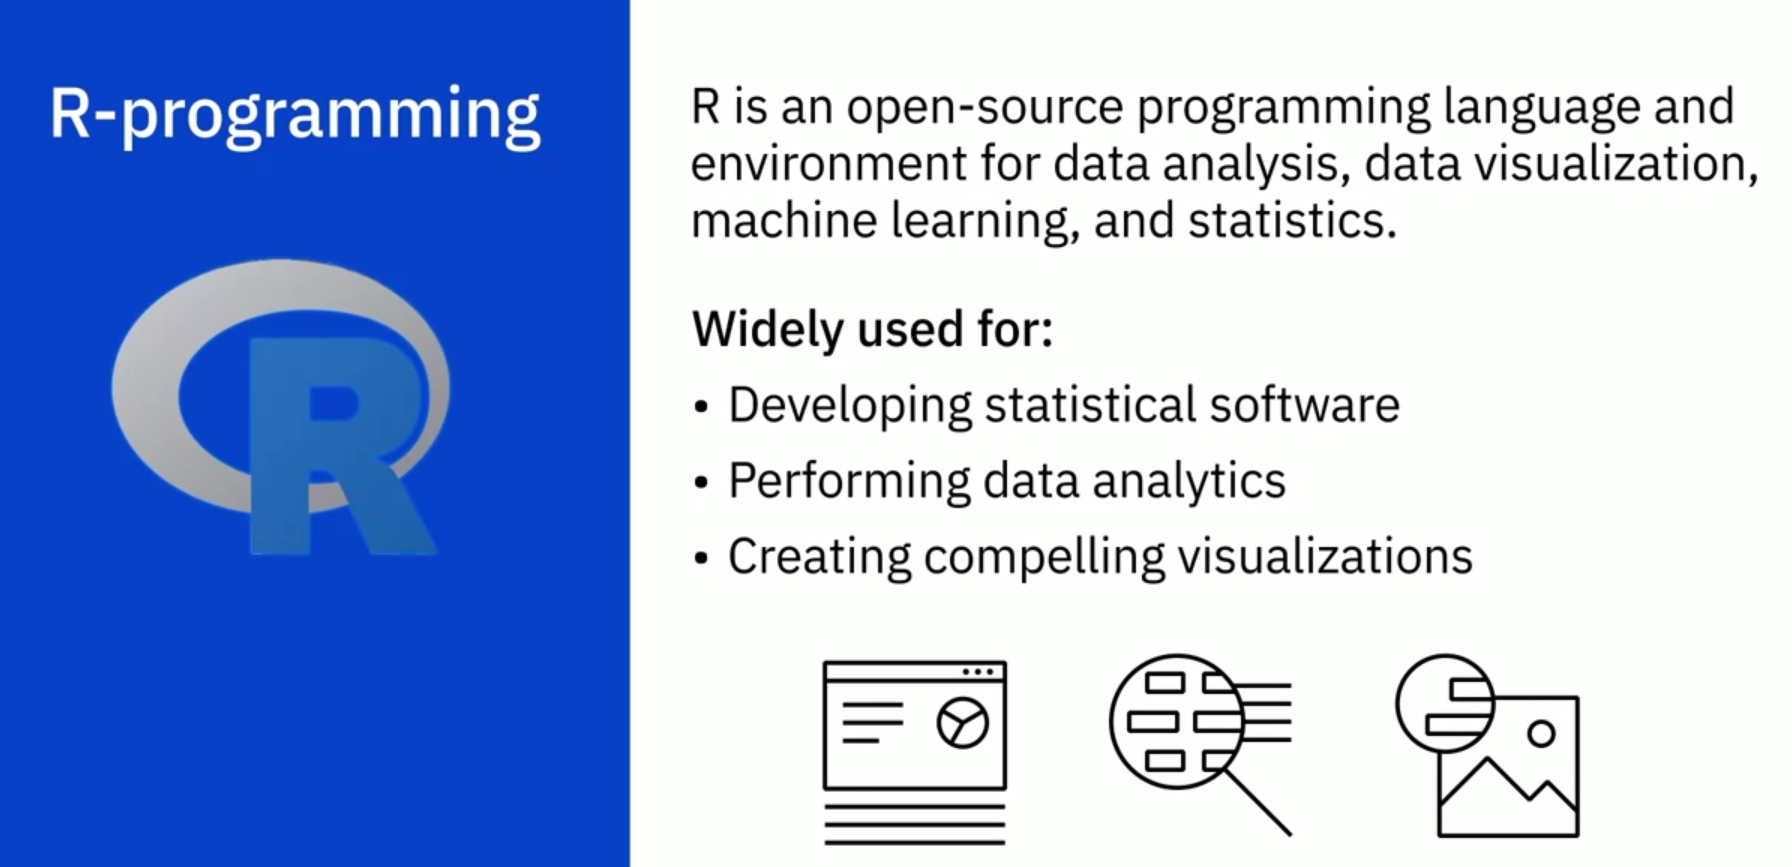 R-programming
R
R is an open-source programming language and
environment for data analysis, data visualization,
machine learning, and statistics.
Widely used for:
• Developing statistical software
• Performing data analytics
• Creating compelling visualizations